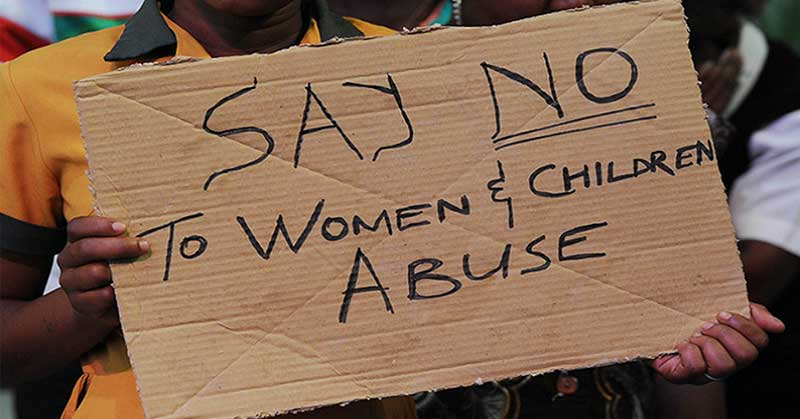 SAY NO
TO WOMEN & CHILDREN
ABUSE